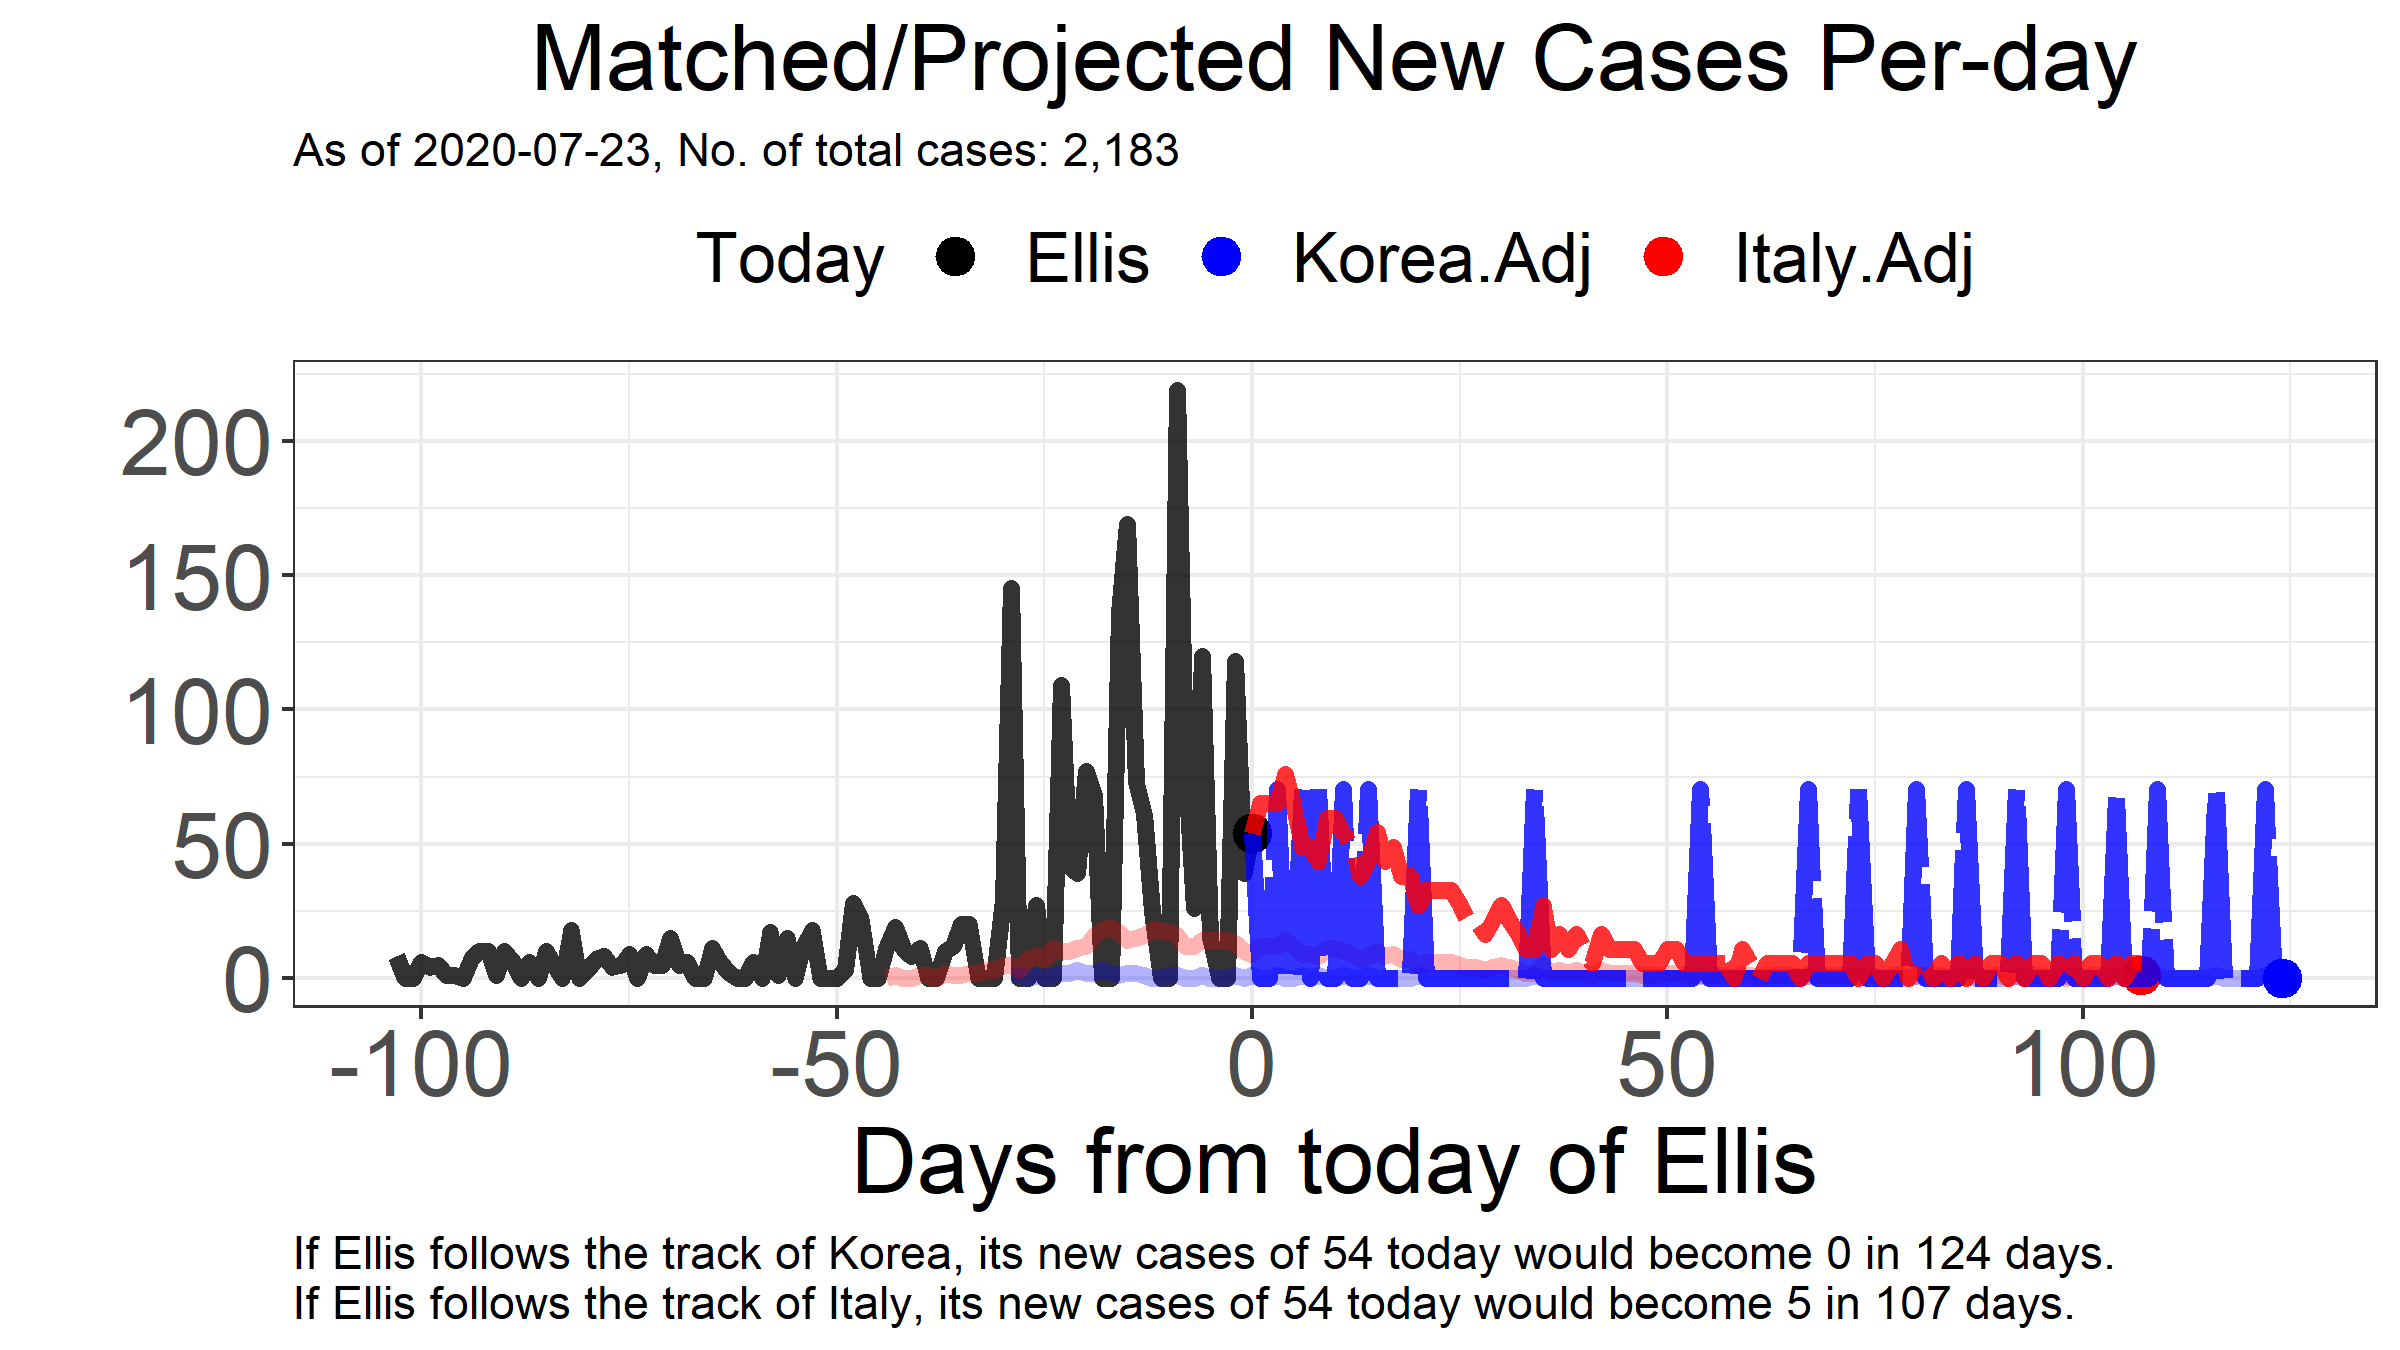 Matched/Projected New Cases Per-day
As of 2020-07-23, No. of total cases: 2,183
Today Ellis Korea.Adj Italy.Adj
200
150
100
50
0
-100 -50 0 50 100
Days from today of Ellis
If Ellis follows the track of Korea, its new cases of 54 today would become 0 in 124 days.
If Ellis follows the track of Italy, its new cases of 54 today would become 5 in 107 days.